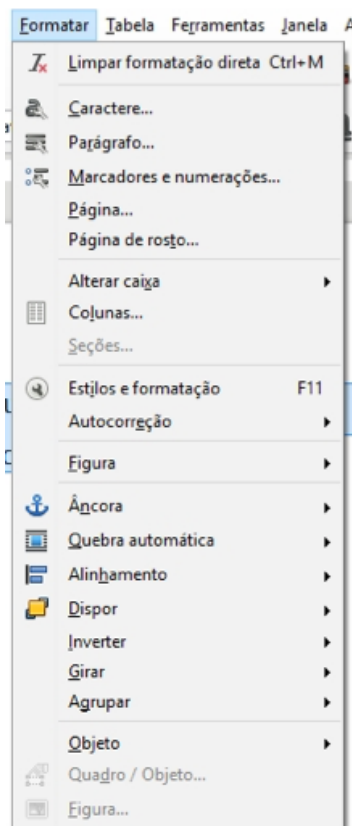 Formatar Tabela Ferramentas Janela A
Limpar formatação direta Ctrl+M
Caractere...
Parágrafo...
Marcadores e numerações...
Página...
Página de rosto...
Alterar caixa
Colunas...
Seções...
Estilos e formatação F11
Autocorreção
Figura
Âncora
Quebra automática
Alinhamento
Dispor
Inverter
Girar
Agrupar
Objeto
Quadro / Objeto...
Figura...